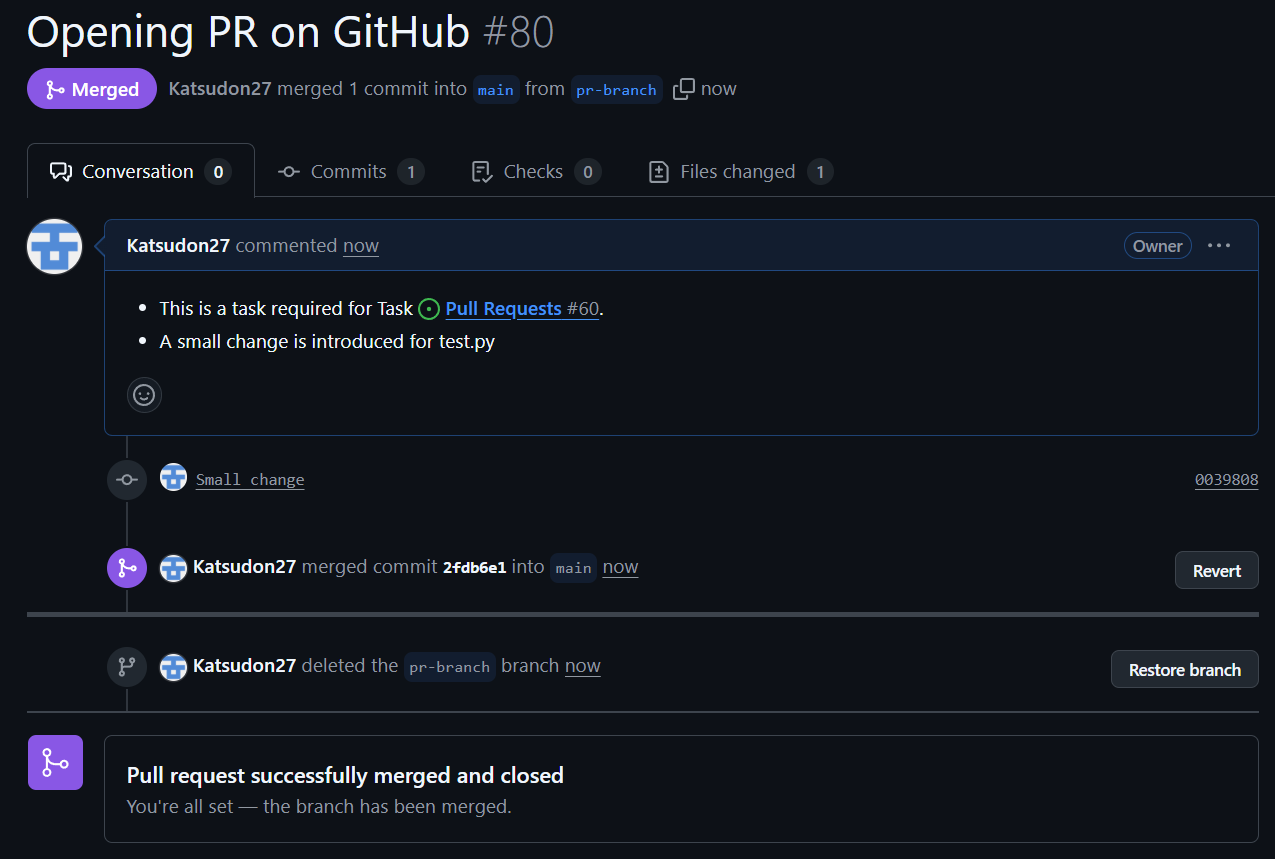 Opening PR on GitHub #80
Merged Katsudon27 merged 1 commit into main from pr-branch now
Conversation 0 Commits 1 Checks 0 Files changed 1
Katsudon27 commented now Owner
This is a task required for Task Pull Requests #60.
A small change is introduced for test.py
Small change 0039808
Katsudon27 merged commit 2fdb6e1 into main now Revert
Katsudon27 deleted the pr-branch branch now Restore branch
Pull request successfully merged and closed
You're all set — the branch has been merged.